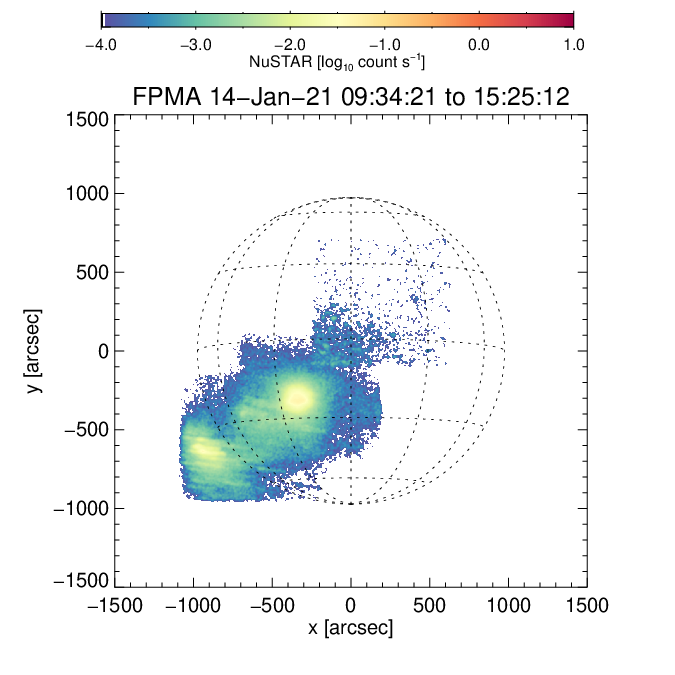 −4.0 −3.0 −2.0 −1.0 0.0 1.0
NuSTAR [log₁₀ count s⁻¹]
FPMA 14−Jan−21 09:34:21 to 15:25:12
1500
1000
500
0
−500
−1000
−1500
y [arcsec]
−1500 −1000 −500 0 500 1000 1500
x [arcsec]